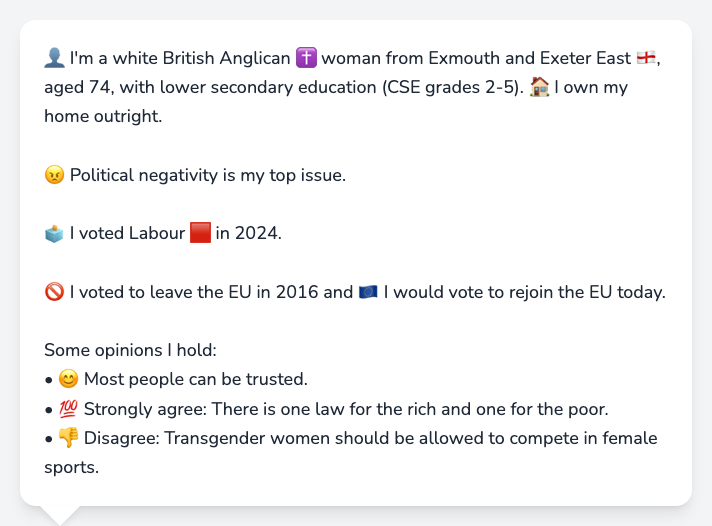 👤 I'm a white British Anglican ✝️ woman from Exmouth and Exeter East 🏴󠁧󠁢󠁥󠁮󠁧󠁿,
aged 74, with lower secondary education (CSE grades 2-5). 🏠 I own my
home outright.
😠 Political negativity is my top issue.
🗳️ I voted Labour 🟥 in 2024.
🚫 I voted to leave the EU in 2016 and 🇪🇺 I would vote to rejoin the EU today.
Some opinions I hold:
• 😊 Most people can be trusted.
• 💯 Strongly agree: There is one law for the rich and one for the poor.
• 👎 Disagree: Transgender women should be allowed to compete in female
sports.